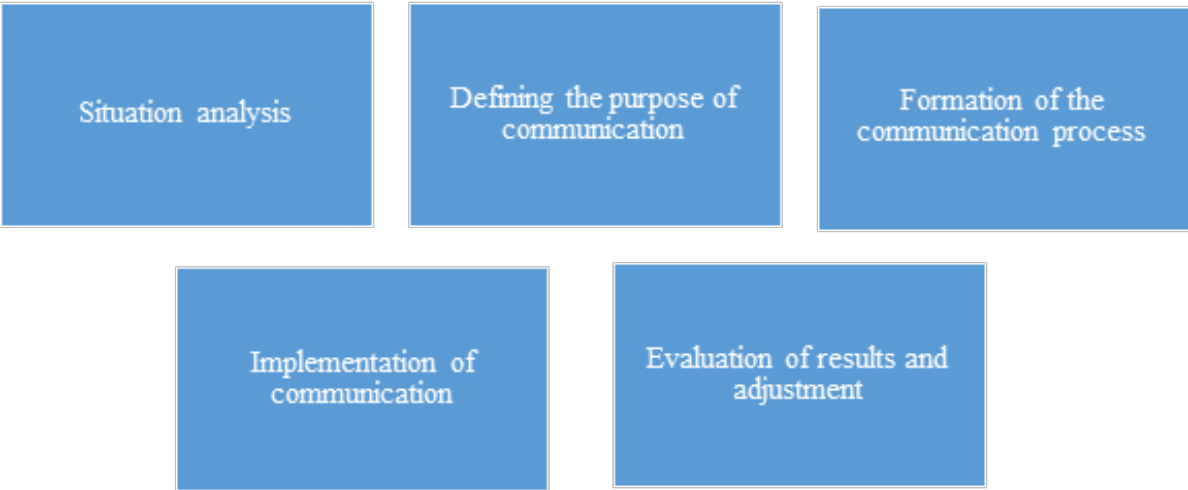 Situation analysis
Defining the purpose of
communication
Formation of the
communication process
Implementation of
communication
Evaluation of results and
adjustment